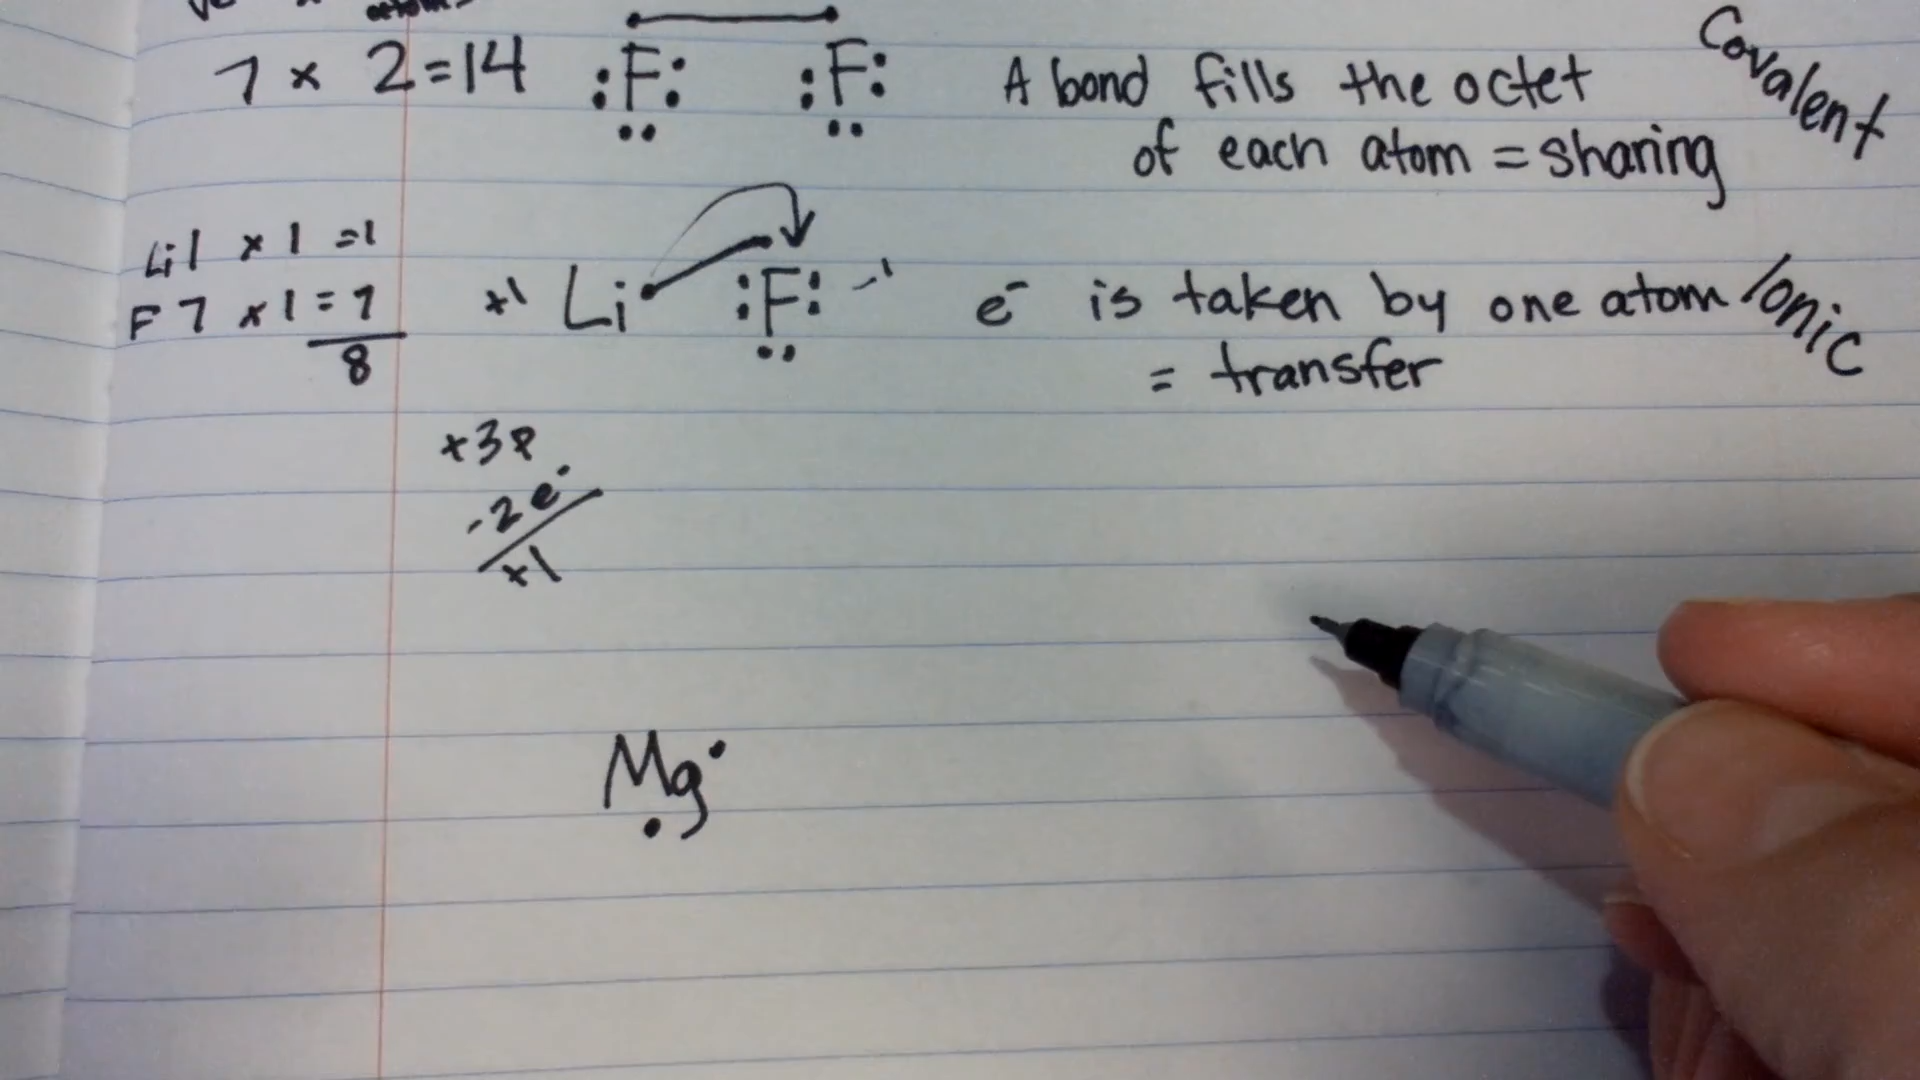 7 x 2=14 :F: :F: A bond fills the octet
of each atom = sharing
Covalent
Li 1 x 1 =1
F 7 x 1 = 7
8
+1 Li :F: -1 e- is taken by one atom
= transfer
Ionic
+3p
-2e-
+1
Mg